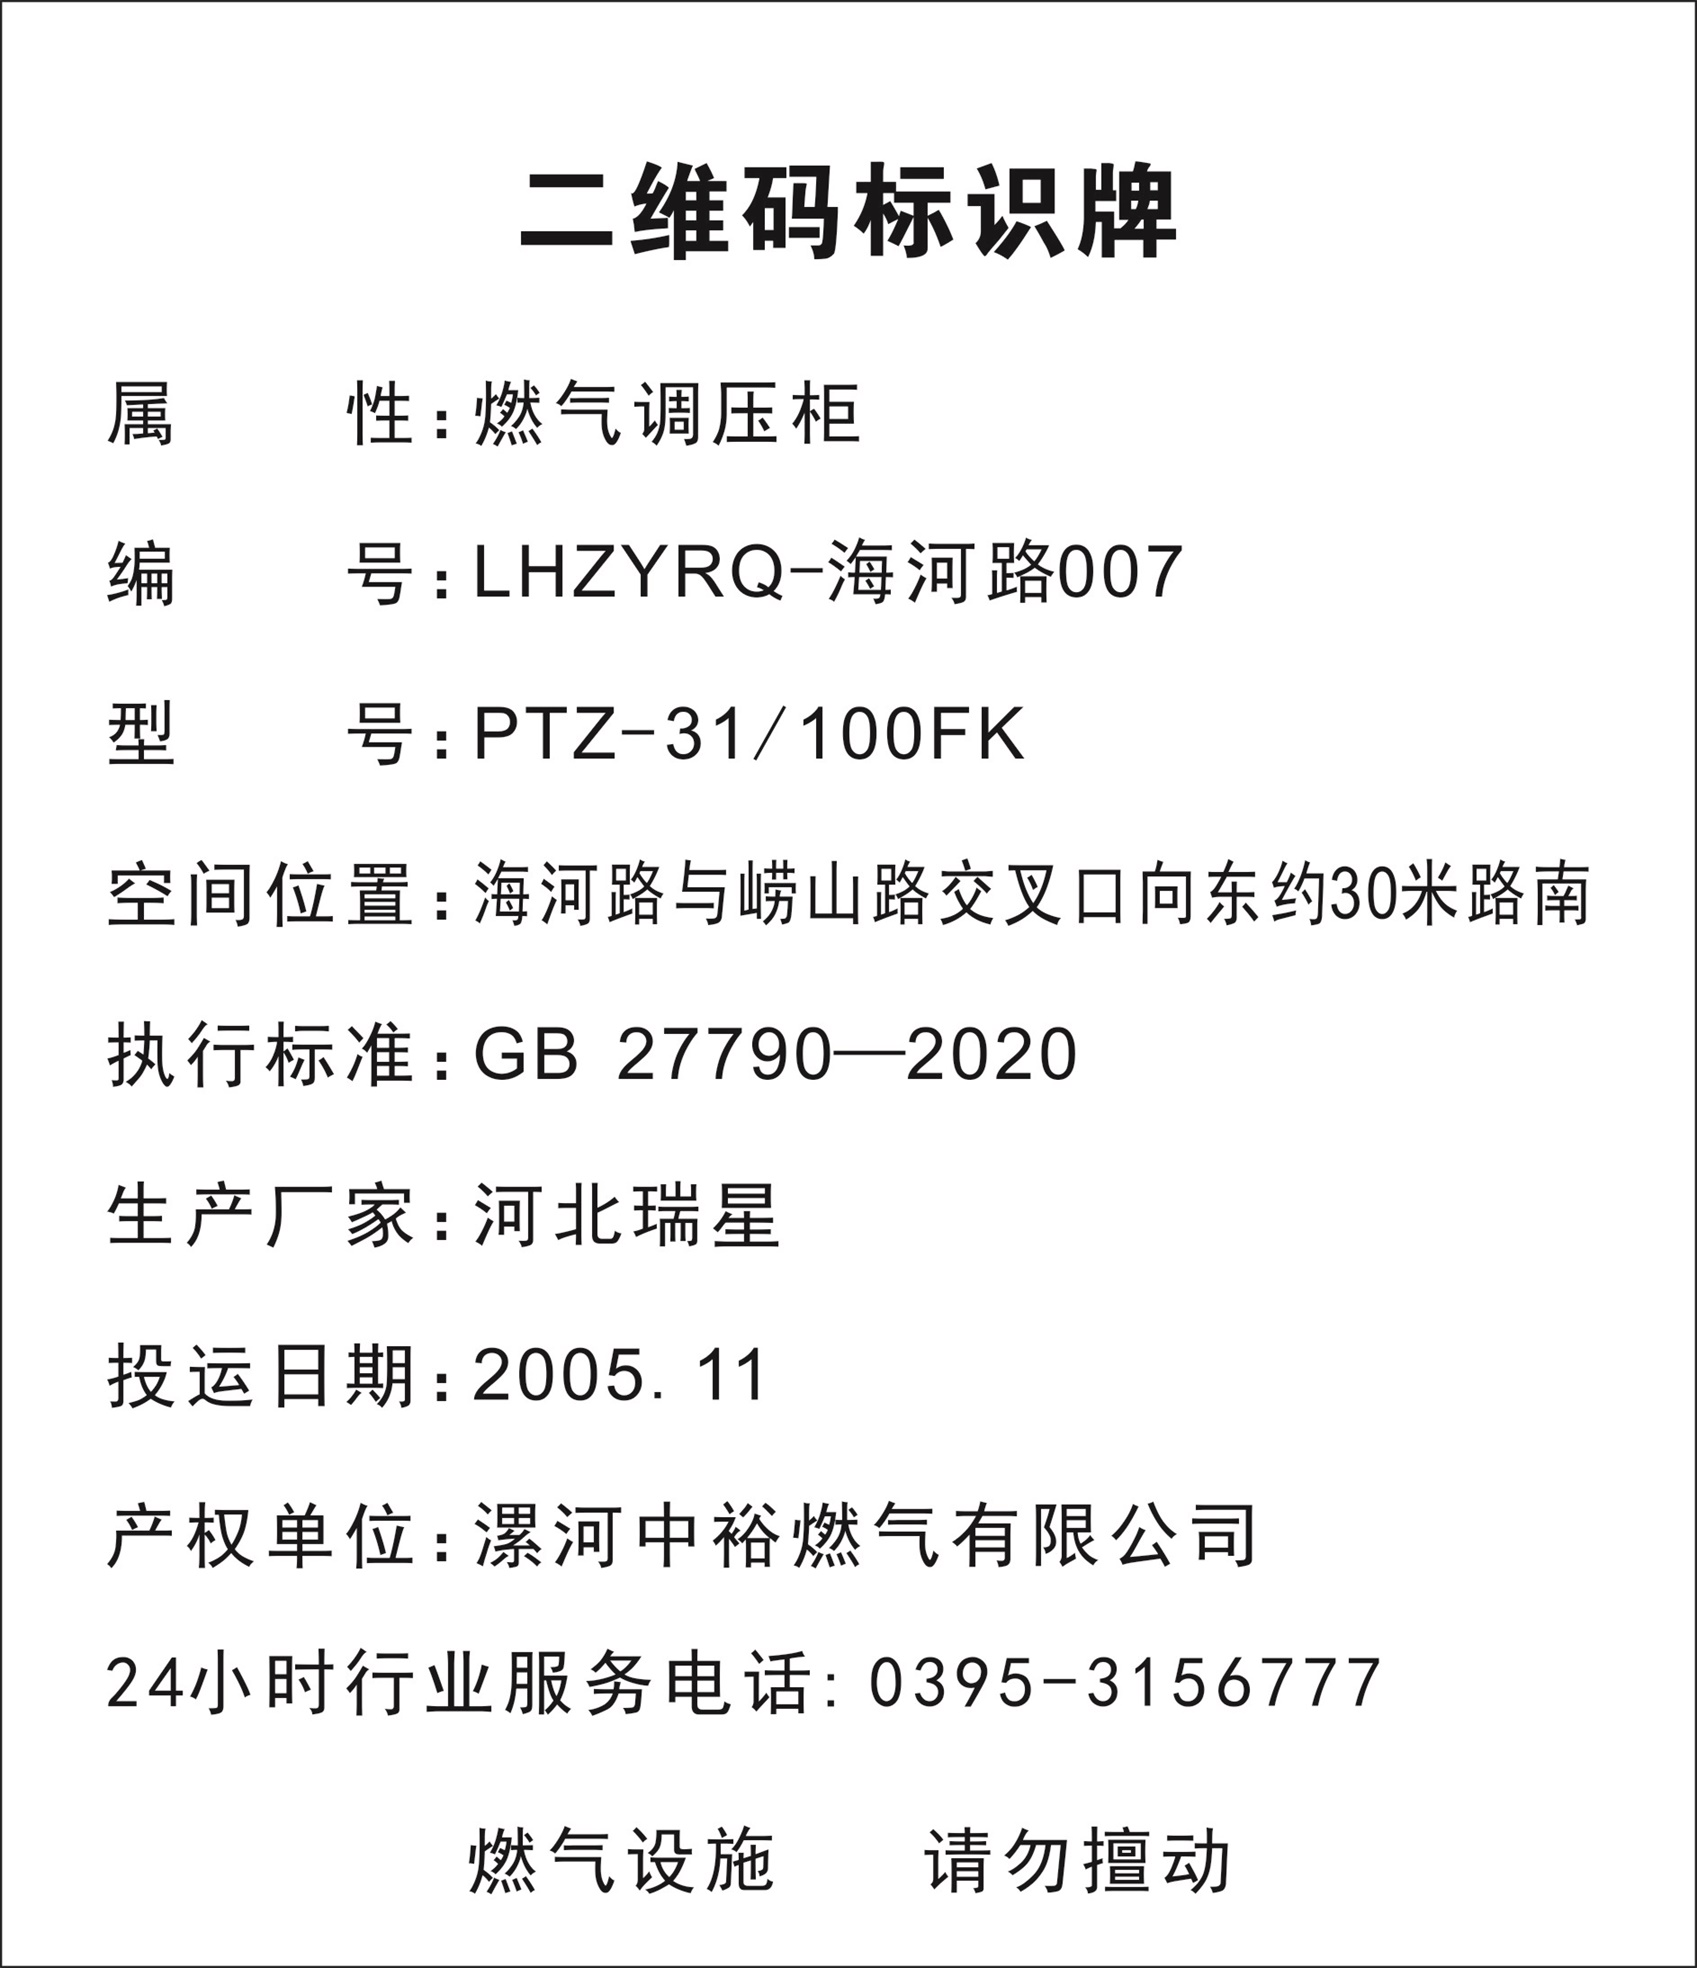 二维码标识牌
属 性:燃气调压柜
编 号:LHZYRQ-海河路007
型 号:PTZ-31/100FK
空间位置:海河路与崂山路交叉口向东约30米路南
执行标准:GB 27790—2020
生产厂家:河北瑞星
投运日期:2005.11
产权单位:漯河中裕燃气有限公司
24小时行业服务电话:0395-3156777
燃气设施 请勿擅动